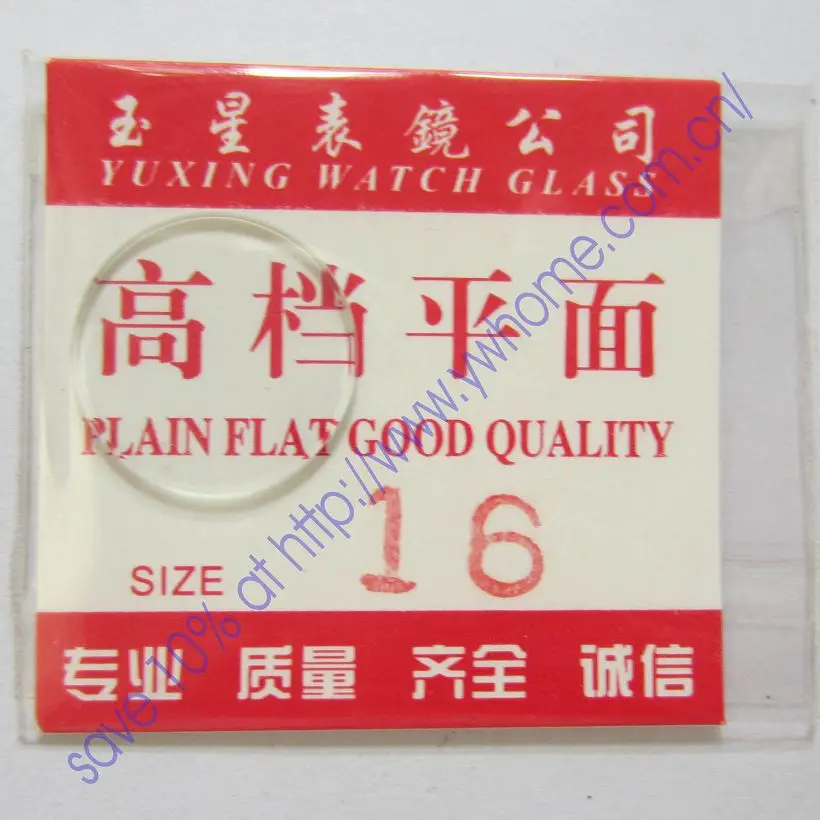 玉星表鏡公司
YUXING WATCH GLASS
高档平面
PLAIN FLAT GOOD QUALITY
SIZE 16
专业 质量 齐全 诚信
save 10% at http://www.ywhome.com.cn/